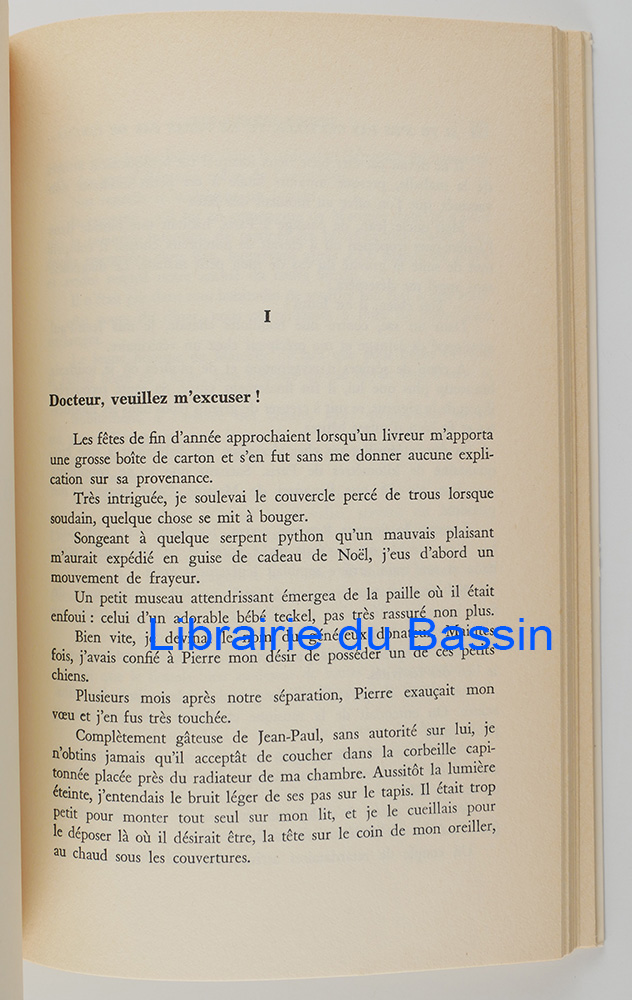 I
Docteur, veuillez m'excuser !
Les fêtes de fin d'année approchaient lorsqu'un livreur m'apporta
une grosse boîte de carton et s'en fut sans me donner aucune expli-
cation sur sa provenance.
Très intriguée, je soulevai le couvercle percé de trous lorsque
soudain, quelque chose se mit à bouger.
Songeant à quelque serpent python qu'un mauvais plaisant
m'aurait expédié en guise de cadeau de Noël, j'eus d'abord un
mouvement de frayeur.
Un petit museau attendrissant émergea de la paille où il était
enfoui : celui d'un adorable bébé teckel, pas très rassuré non plus.
Bien vite, je devinai le nom du généreux donateur. Maintes
Librairie du Bassin
fois, j'avais confié à Pierre mon désir de posséder un de ces petits
chiens.
Plusieurs mois après notre séparation, Pierre exauçait mon
vœu et j'en fus très touchée.
Complètement gâteuse de Jean-Paul, sans autorité sur lui, je
n'obtins jamais qu'il acceptât de coucher dans la corbeille capi-
tonnée placée près du radiateur de ma chambre. Aussitôt la lumière
éteinte, j'entendais le bruit léger de ses pas sur le tapis. Il était trop
petit pour monter tout seul sur mon lit, et je le cueillais pour
le déposer là où il désirait être, la tête sur le coin de mon oreiller,
au chaud sous les couvertures.